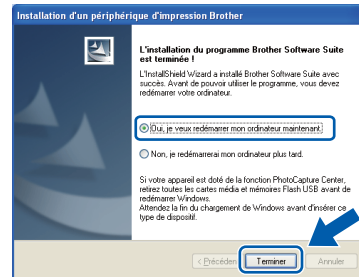 Installation d'un périphérique d'impression Brother
L'installation du programme Brother Software Suite
est terminée !
L'InstallShield Wizard a installé Brother Software Suite avec
succès. Avant de pouvoir utiliser le programme, vous devez
redémarrer votre ordinateur.
Oui, je veux redémarrer mon ordinateur maintenant.
Non, je redémarrerai mon ordinateur plus tard.
Si votre appareil est doté de la fonction PhotoCapture Center,
retirez toutes les cartes média et mémoires Flash USB avant de
redémarrer Windows.
Attendez la fin du chargement de Windows avant d'insérer ce
type de dispositif.
< Précéden
Terminer
Annuler